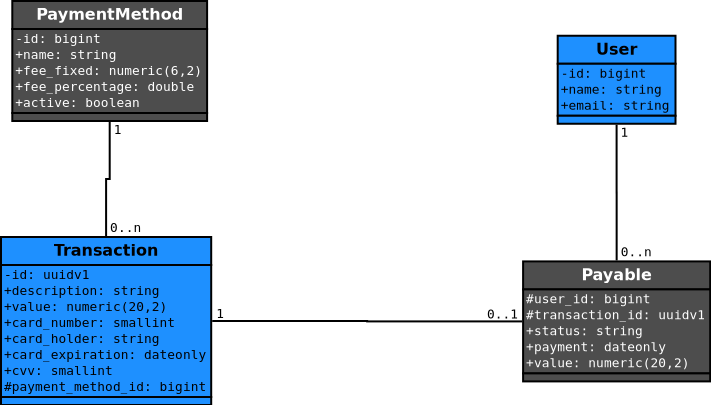 PaymentMethod
-id: bigint
+name: string
+fee_fixed: numeric(6,2)
+fee_percentage: double
+active: boolean
User
-id: bigint
+name: string
+email: string
1
1
0..n
0..n
Transaction
-id: uuidv1
+description: string
+value: numeric(20,2)
+card_number: smallint
+card_holder: string
+card_expiration: dateonly
+cvv: smallint
#payment_method_id: bigint
1
0..1
Payable
#user_id: bigint
#transaction_id: uuidv1
+status: string
+payment: dateonly
+value: numeric(20,2)